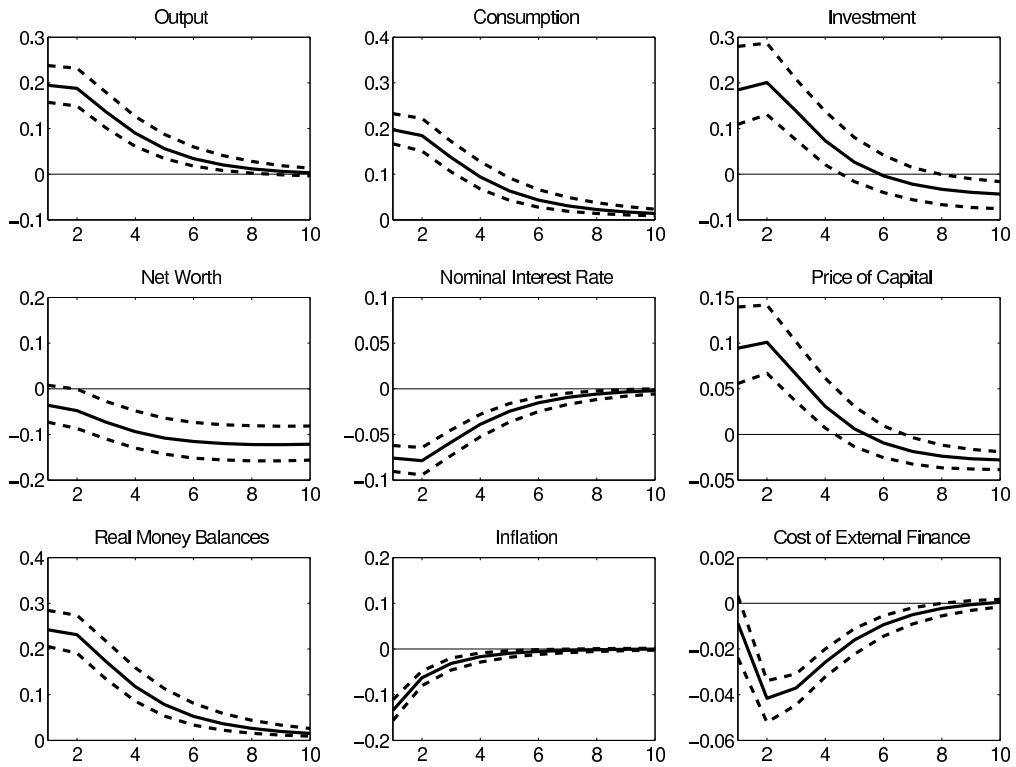 Output
0.3
0.2
0.1
0
−0.1
2 4 6 8 10
Consumption
0.4
0.3
0.2
0.1
0
2 4 6 8 10
Investment
0.3
0.2
0.1
0
−0.1
2 4 6 8 10
Net Worth
0.2
0.1
0
−0.1
−0.2
2 4 6 8 10
Nominal Interest Rate
0.1
0.05
0
−0.05
−0.1
2 4 6 8 10
Price of Capital
0.15
0.1
0.05
0
−0.05
2 4 6 8 10
Real Money Balances
0.4
0.3
0.2
0.1
0
2 4 6 8 10
Inflation
0.2
0.1
0
−0.1
−0.2
2 4 6 8 10
Cost of External Finance
0.02
0
−0.02
−0.04
−0.06
2 4 6 8 10